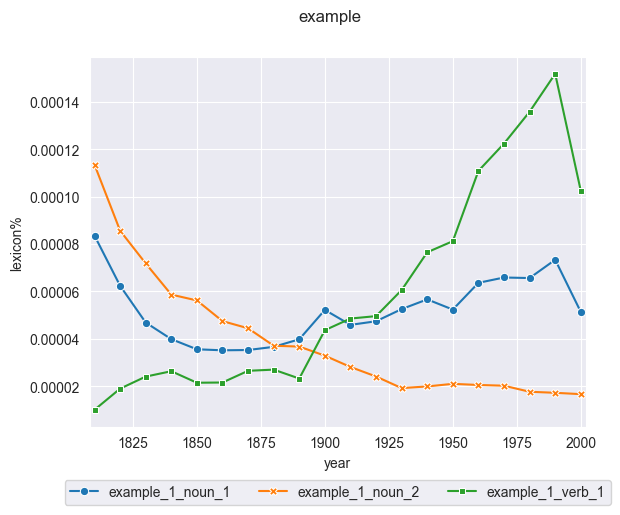 example
0.00014
0.00012
0.00010
0.00008
0.00006
0.00004
0.00002
lexicon%
1825 1850 1875 1900 1925 1950 1975 2000
year
example_1_noun_1 example_1_noun_2 example_1_verb_1